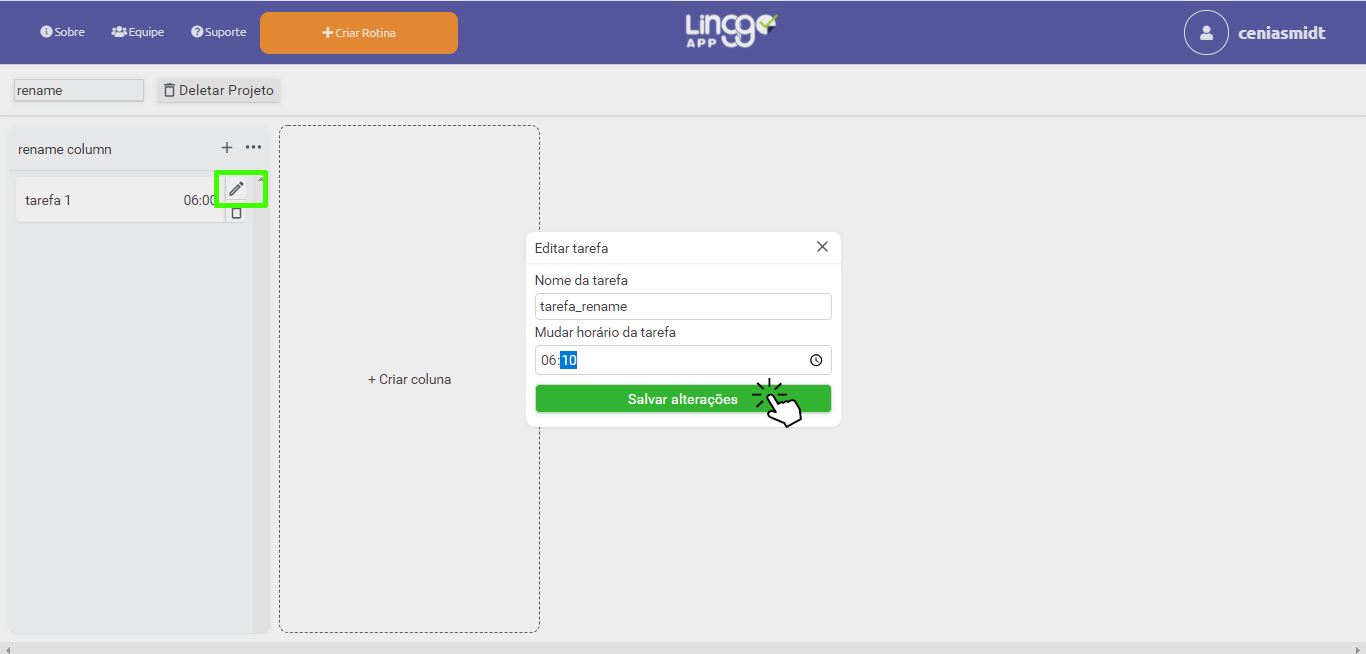 Sobre
Equipe
Suporte
Criar Rotina
Lincgo
APP
ceniasmidt
rename
Deletar Projeto
rename column
tarefa 1
06:00
+ Criar coluna
Editar tarefa
Nome da tarefa
tarefa_rename
Mudar horário da tarefa
06:10
Salvar alterações